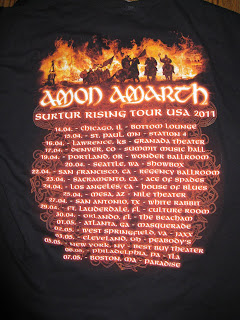 AMON AMARTH
SURTUR RISING TOUR USA 2011
14.04. - CHICAGO, IL - BOTTOM LOUNGE
15.04. - ST. PAUL, MN - STATION 4
16.04. - LAWRENCE, KS - GRANADA THEATER
17.04. - DENVER, CO - SUMMIT MUSIC HALL
19.04. - PORTLAND, OR - WONDER BALLROOM
20.04. - SEATTLE, WA - SHOWBOX
22.04. - SAN FRANCISCO, CA - REGENCY BALLROOM
23.04. - SACRAMENTO, CA - ACE OF SPADES
24.04. - LOS ANGELES, CA - HOUSE OF BLUES
25.04. - MESA, AZ - NILE THEATER
27.04. - SAN ANTONIO, TX - WHITE RABBIT
29.04. - FT. LAUDERDALE, FL - CULTURE ROOM
30.04. - ORLANDO, FL - THE BEACHAM
01.05. - ATLANTA, GA - MASQUERADE
02.05. - WEST SPRINGFIELD, VA - JAXX
03.05. - CLEVELAND, OH - PEABODY'S
05.05. - NEW YORK, NY - BEST BUY THEATER
06.05. - PHILADELPHIA, PA - TLA
07.05. - BOSTON, MA - PARADISE